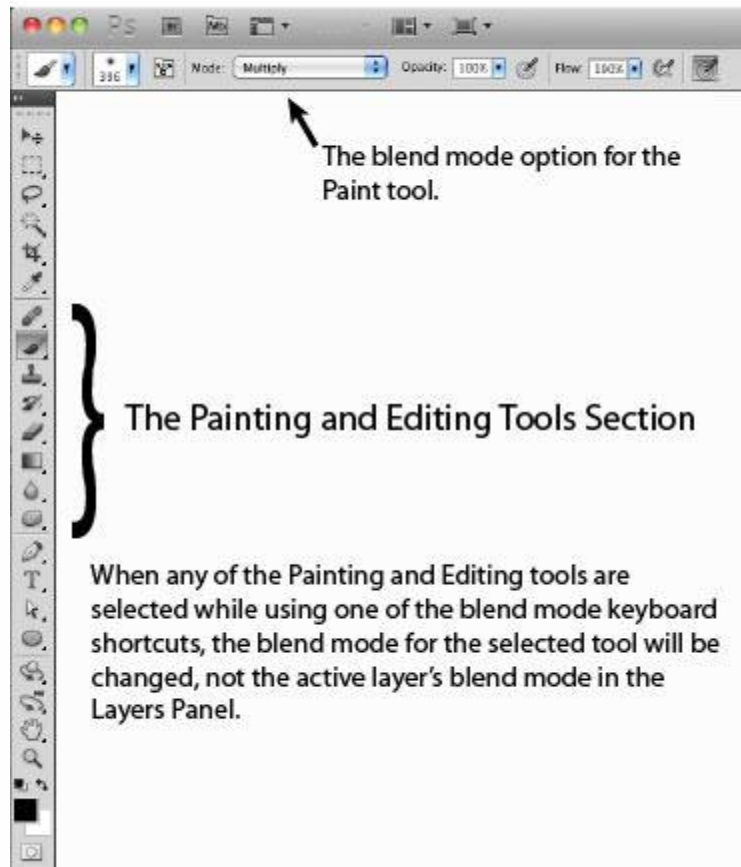 Ps Br Mb
396 Mode: Multiply Opacity: 100% Flow: 100%
The blend mode option for the
Paint tool.
The Painting and Editing Tools Section
When any of the Painting and Editing tools are
selected while using one of the blend mode keyboard
shortcuts, the blend mode for the selected tool will be
changed, not the active layer's blend mode in the
Layers Panel.
T